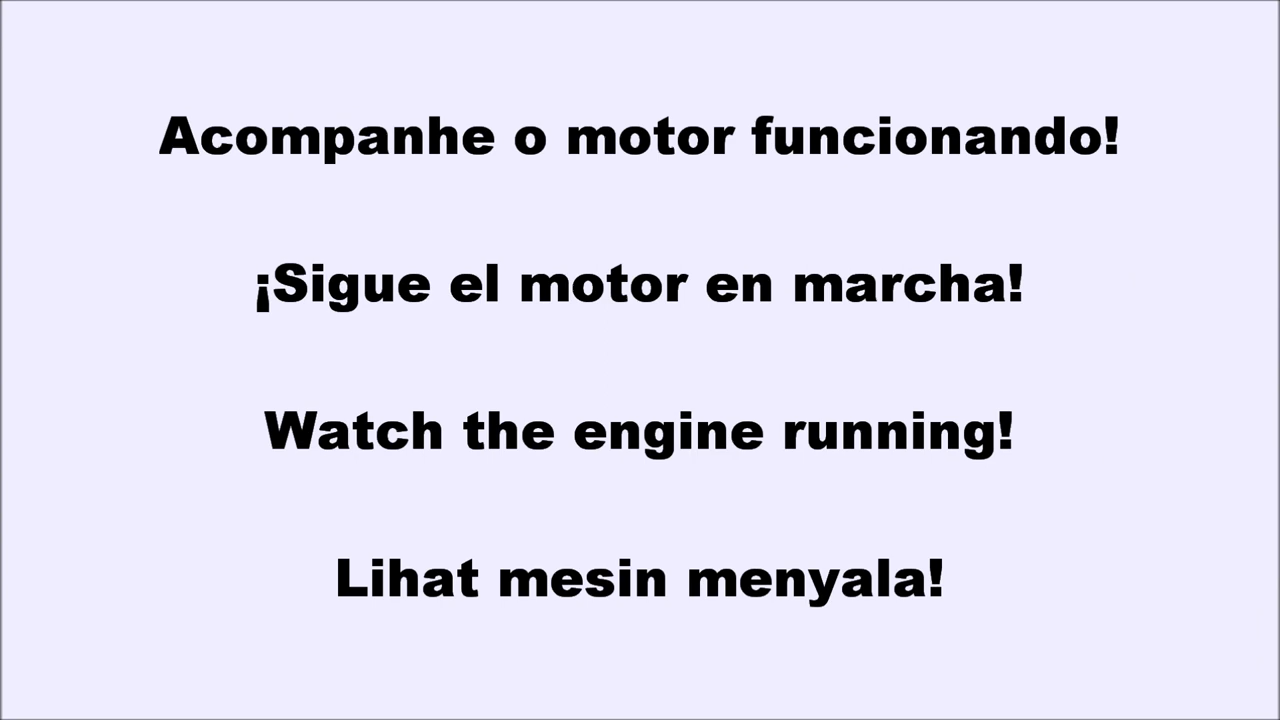 Acompanhe o motor funcionando!
¡Sigue el motor en marcha!
Watch the engine running!
Lihat mesin menyala!